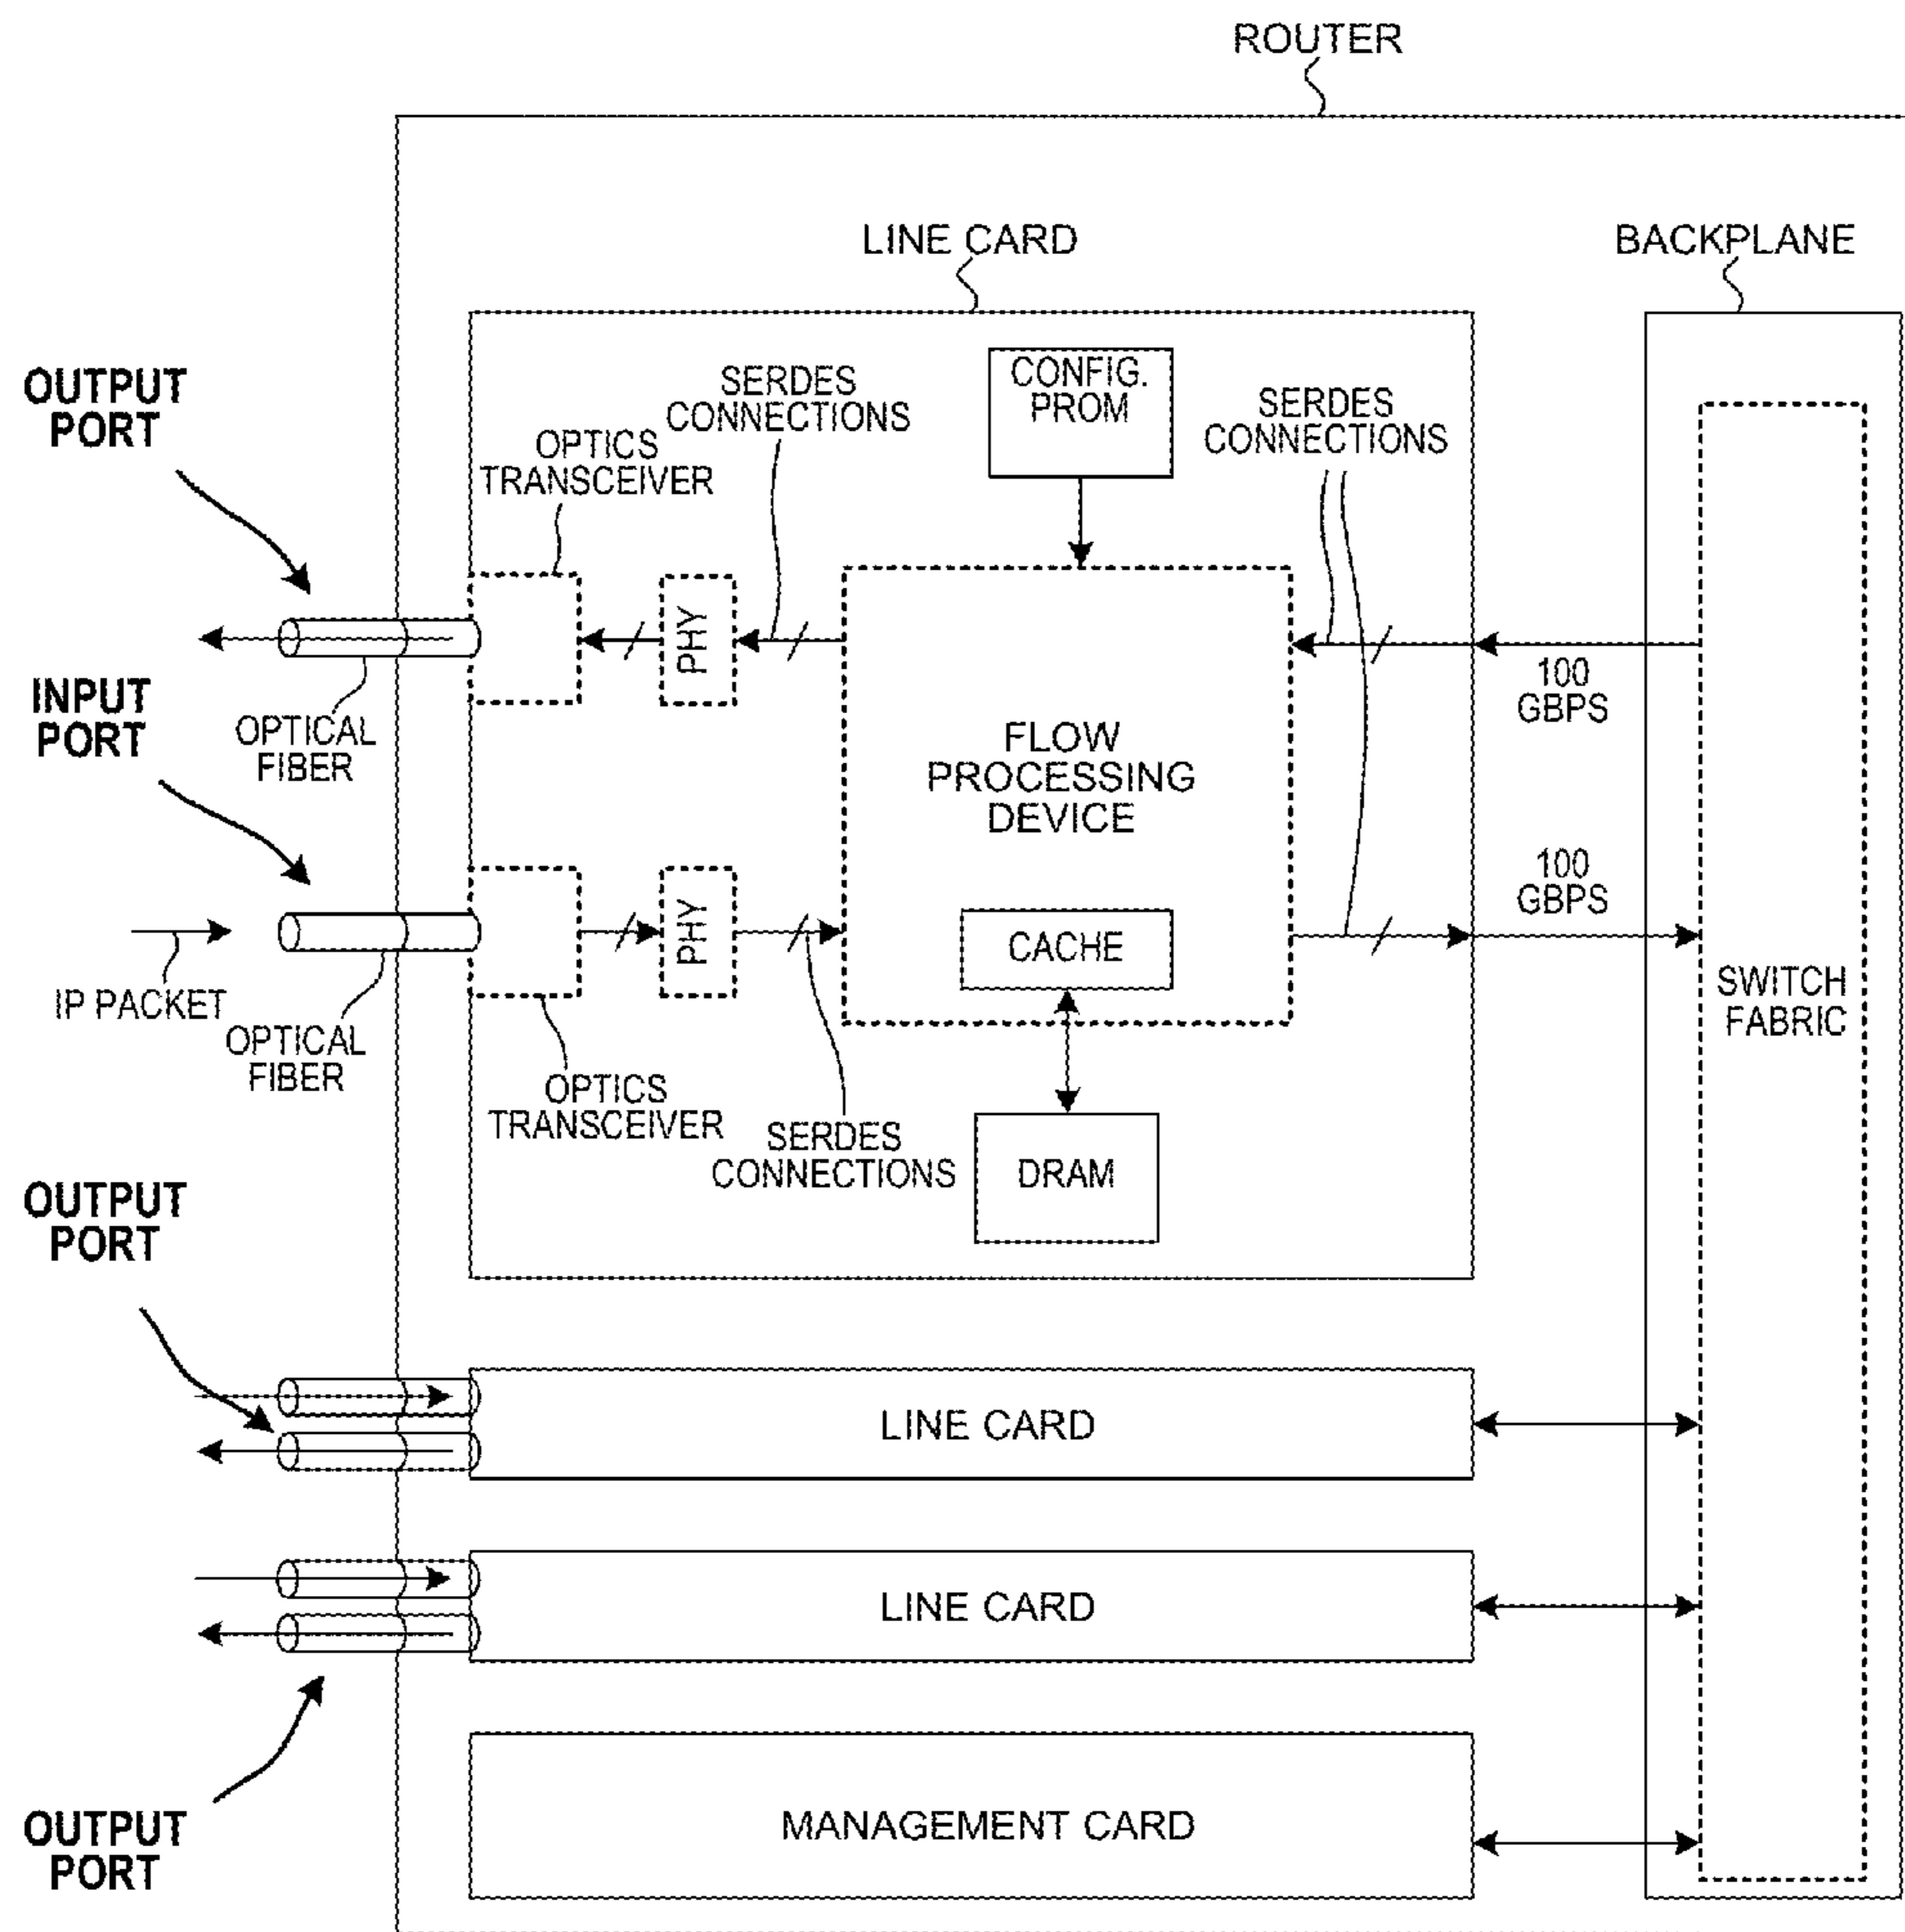 ROUTER
LINE CARD
BACKPLANE
OUTPUT
PORT
SERDES
CONNECTIONS
CONFIG.
PROM
SERDES
CONNECTIONS
OPTICS
TRANSCEIVER
PHY
INPUT
PORT
OPTICAL
FIBER
100
GBPS
FLOW
PROCESSING
DEVICE
100
GBPS
PHY
CACHE
IP PACKET
OPTICAL
FIBER
SWITCH
FABRIC
OPTICS
TRANSCEIVER
SERDES
CONNECTIONS
DRAM
OUTPUT
PORT
LINE CARD
LINE CARD
MANAGEMENT CARD
OUTPUT
PORT